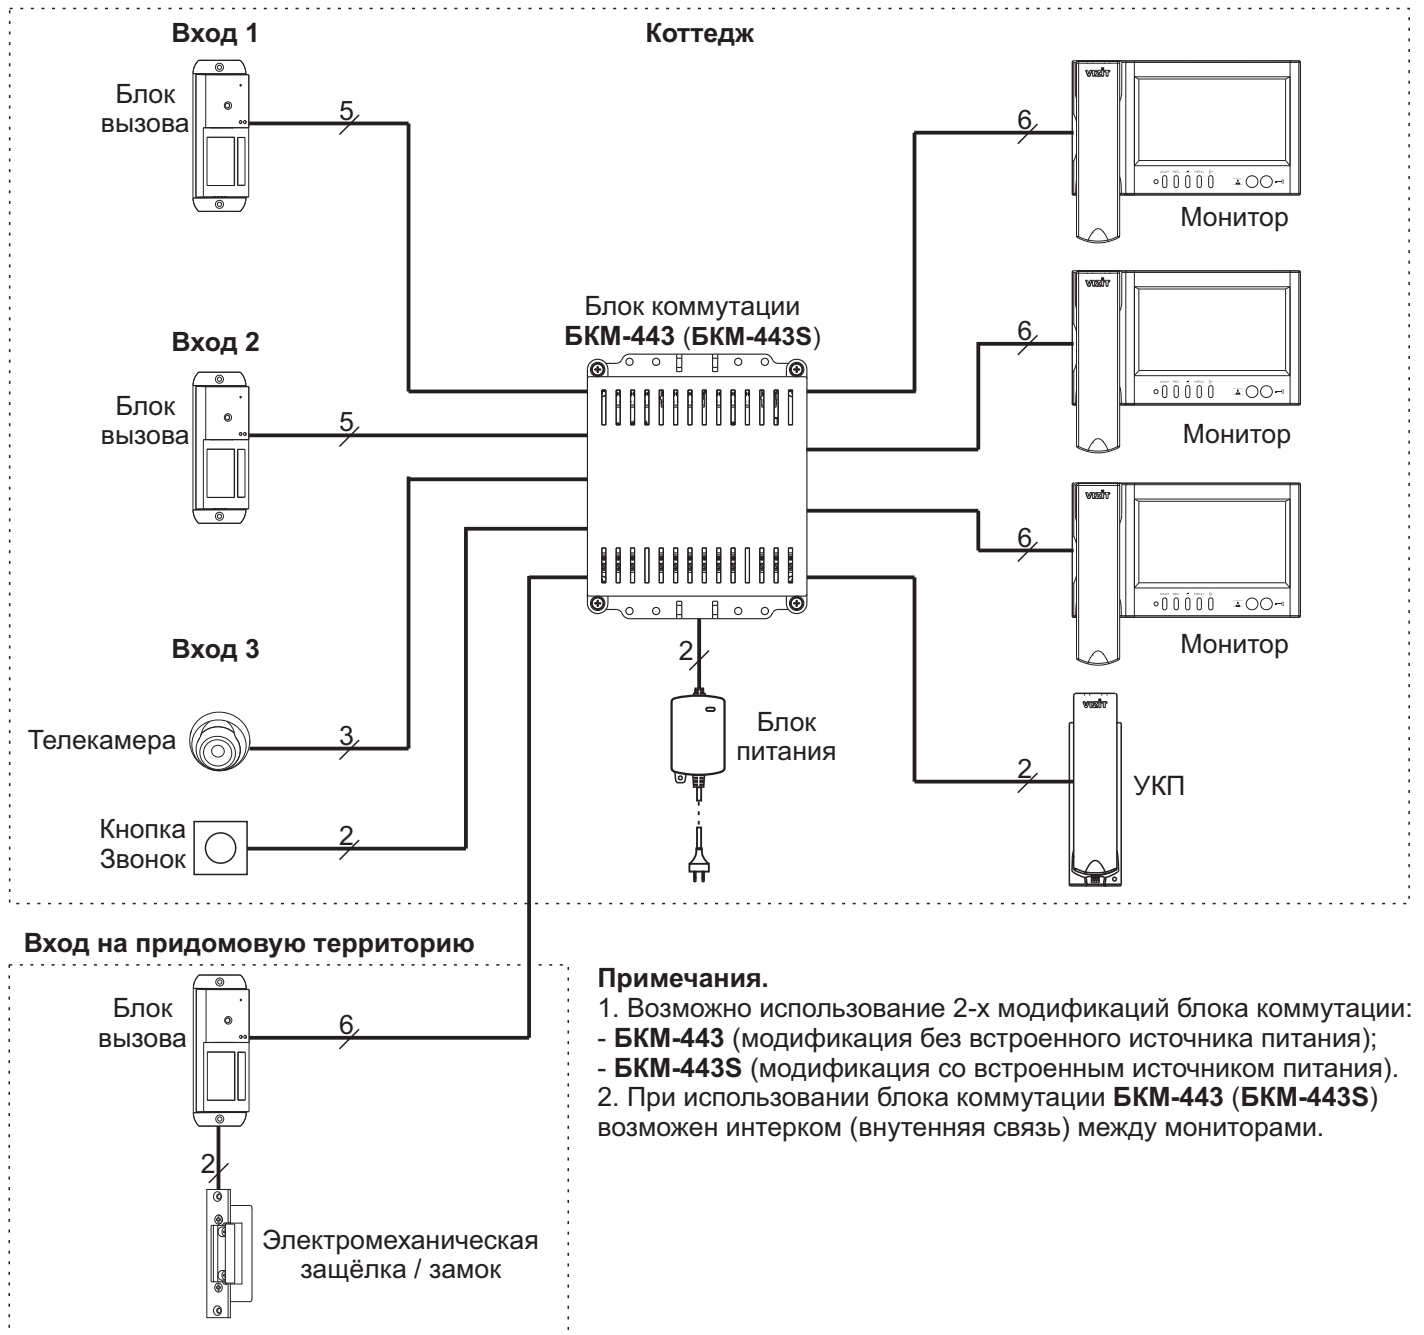 Вход 1
Коттедж
Блок
вызова
5
6
VIZIT
Монитор
Блок коммутации
БКМ-443 (БКМ-443S)
Вход 2
Блок
вызова
5
6
VIZIT
Монитор
6
VIZIT
Монитор
Вход 3
Телекамера
3
Кнопка
Звонок
2
2
Блок
питания
2
VIZIT
УКП
Вход на придомовую территорию
Блок
вызова
6
2
Электромеханическая
защёлка / замок
Примечания.
1. Возможно использование 2-х модификаций блока коммутации:
- БКМ-443 (модификация без встроенного источника питания);
- БКМ-443S (модификация со встроенным источником питания).
2. При использовании блока коммутации БКМ-443 (БКМ-443S)
возможен интерком (внутенняя связь) между мониторами.